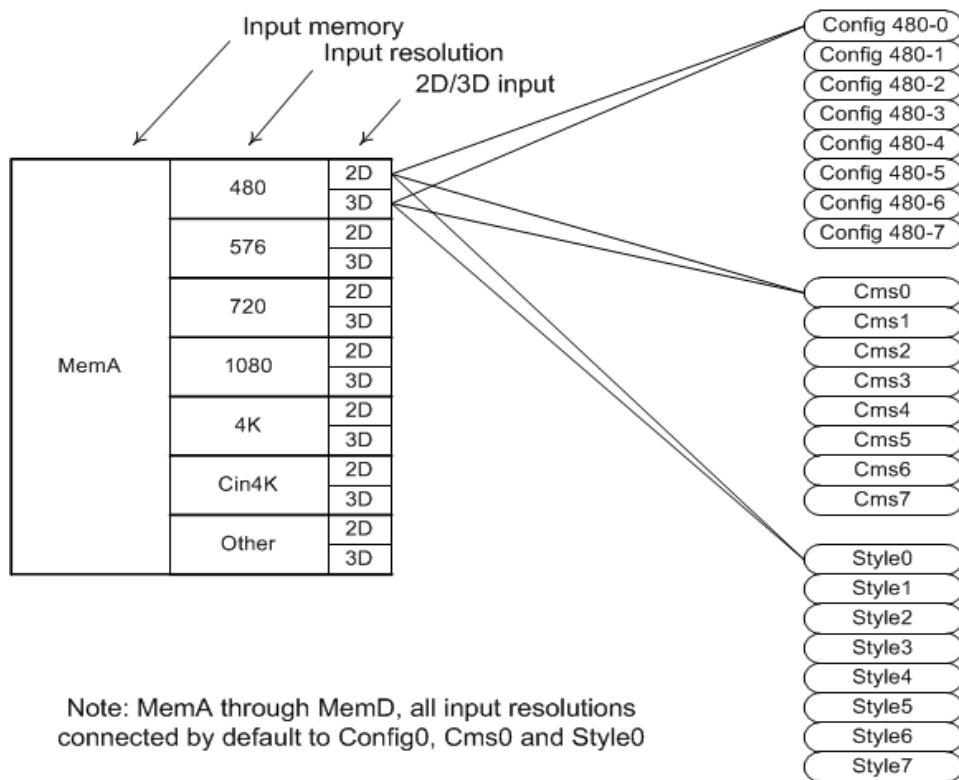 Input memory
Input resolution
2D/3D input
MemA
480
2D
3D
576
2D
3D
720
2D
3D
1080
2D
3D
4K
2D
3D
Cin4K
2D
3D
Other
2D
3D
Config 480-0
Config 480-1
Config 480-2
Config 480-3
Config 480-4
Config 480-5
Config 480-6
Config 480-7
Cms0
Cms1
Cms2
Cms3
Cms4
Cms5
Cms6
Cms7
Style0
Style1
Style2
Style3
Style4
Style5
Style6
Style7
Note: MemA through MemD, all input resolutions
connected by default to Config0, Cms0 and Style0